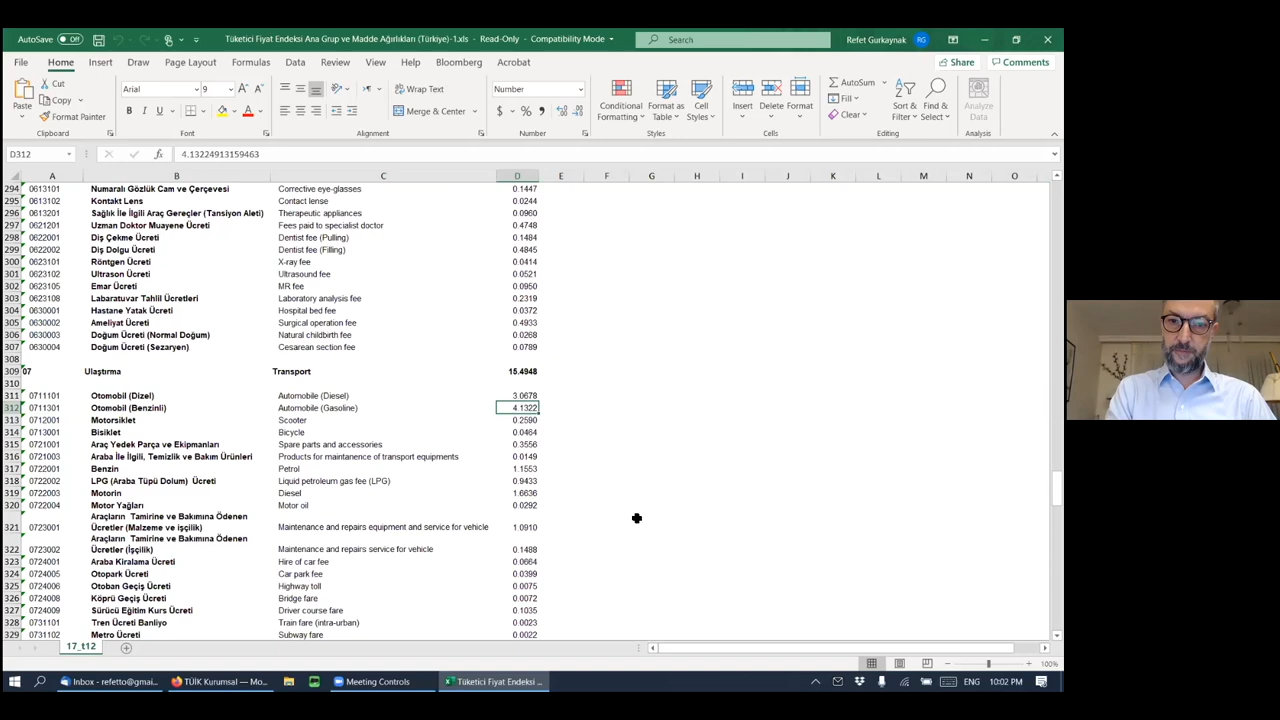 AutoSave Off Tüketici Fiyat Endeksi Ana Grup ve Madde Ağırlıkları (Türkiye)-1.xls - Read-Only - Compatibility Mode Search Refet Gurkaynak RG
File Home Insert Draw Page Layout Formulas Data Review View Help Bloomberg Acrobat Share Comments
Paste Cut Copy Format Painter
Arial 9
B I U
Wrap Text
Merge & Center
Number
$ %
Conditional Formatting Format as Table Cell Styles
Insert Delete Format
AutoSum Fill Clear
Sort & Filter Find & Select
Analyze Data
Clipboard Font Alignment Number Styles Cells Editing Analysis
D312 fx 4.13224913159463
A B C D E F G H I J K L M N O
294 0613101 Numaralı Gözlük Cam ve Çerçevesi Corrective eye-glasses 0.1447
295 0613102 Kontakt Lens Contact lense 0.0244
296 0613201 Sağlık İle İlgili Araç Gereçler (Tansiyon Aleti) Therapeutic appliances 0.0960
297 0621201 Uzman Doktor Muayene Ücreti Fees paid to specialist doctor 0.4748
298 0622001 Diş Çekme Ücreti Dentist fee (Pulling) 0.1484
299 0622002 Diş Dolgu Ücreti Dentist fee (Filling) 0.4845
300 0623101 Röntgen Ücreti X-ray fee 0.0414
301 0623102 Ultrason Ücreti Ultrasound fee 0.0521
302 0623106 Emar Ücreti MR fee 0.0950
303 0623108 Labaratuvar Tahlil Ücretleri Laboratory analysis fee 0.2319
304 0630001 Hastane Yatak Ücreti Hospital bed fee 0.0372
305 0630002 Ameliyat Ücreti Surgical operation fee 0.4933
306 0630003 Doğum Ücreti (Normal Doğum) Natural childbirth fee 0.0268
307 0630004 Doğum Ücreti (Sezaryen) Cesarean section fee 0.0789
308
309 07 Ulaştırma Transport 15.4948
310
311 0711101 Otomobil (Dizel) Automobile (Diesel) 3.0678
312 0711301 Otomobil (Benzinli) Automobile (Gasoline) 4.1322
313 0712001 Motorsiklet Scooter 0.2590
314 0713001 Bisiklet Bicycle 0.0464
315 0721001 Araç Yedek Parça ve Ekipmanları Spare parts and accessories 0.3556
316 0721003 Araba İle İlgili, Temizlik ve Bakım Ürünleri Products for maintanence of transport equipments 0.0149
317 0722001 Benzin Petrol 1.1553
318 0722002 LPG (Araba Tüpü Dolum) Ücreti Liquid petroleum gas fee (LPG) 0.9433
319 0722003 Motorin Diesel 1.6636
320 0722004 Motor Yağları Motor oil 0.0292
Araçların Tamirine ve Bakımına Ödenen
321 0723001 Ücretler (Malzeme ve işçilik) Maintenance and repairs equipment and service for vehicle 1.0910
Araçların Tamirine ve Bakımına Ödenen
322 0723002 Ücretler (İşçilik) Maintenance and repairs service for vehicle 0.1488
323 0724001 Araba Kiralama Ücreti Hire of car fee 0.0664
324 0724005 Otopark Ücreti Car park fee 0.0399
325 0724006 Otoban Geçiş Ücreti Highway toll 0.0075
326 0724008 Köprü Geçiş Ücreti Bridge fare 0.0072
327 0724009 Sürücü Eğitim Kurs Ücreti Driver course fare 0.1035
328 0731101 Tren Ücreti Banliyo Train fare (intra-urban) 0.0023
329 0731102 Metro Ücreti Subway fare 0.0022
17_t12
100%
Inbox - refetto@gmai... TÜİK Kurumsal — Mo... Meeting Controls Tüketici Fiyat Endeksi ... ENG 10:02 PM